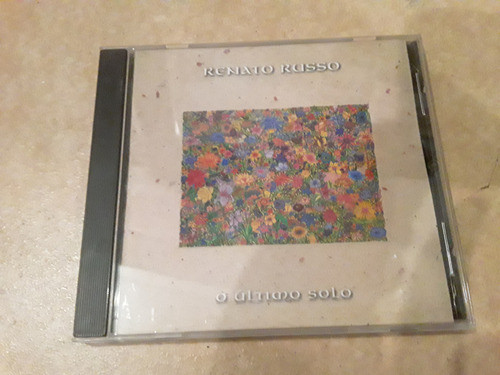 RENATO RUSSO
O ÚLTIMO SOLO